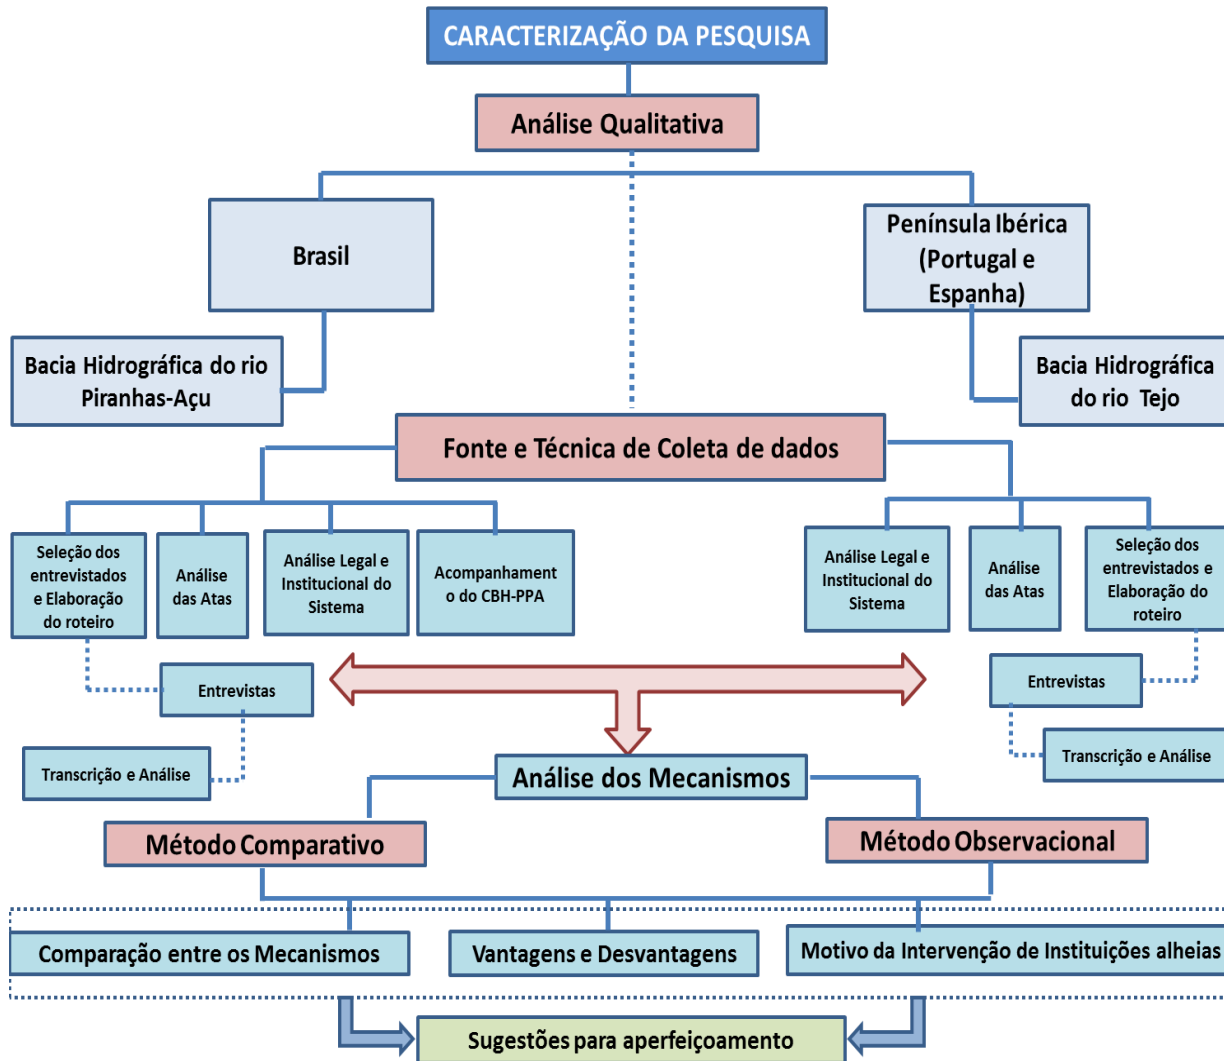 CARACTERIZAÇÃO DA PESQUISA
Análise Qualitativa
Brasil
Península Ibérica
(Portugal e
Espanha)
Bacia Hidrográfica do rio
Piranhas-Açu
Bacia Hidrográfica
do rio Tejo
Fonte e Técnica de Coleta de dados
Seleção dos
entrevistados
e Elaboração
do roteiro
Análise
das Atas
Análise Legal e
Institucional do
Sistema
Acompanhament
o do CBH-PPA
Análise Legal e
Institucional do
Sistema
Análise
das Atas
Seleção dos
entrevistados e
Elaboração do
roteiro
Entrevistas
Transcrição e Análise
Entrevistas
Transcrição e Análise
Análise dos Mecanismos
Método Comparativo
Método Observacional
Comparação entre os Mecanismos
Vantagens e Desvantagens
Motivo da Intervenção de Instituições alheias
Sugestões para aperfeiçoamento